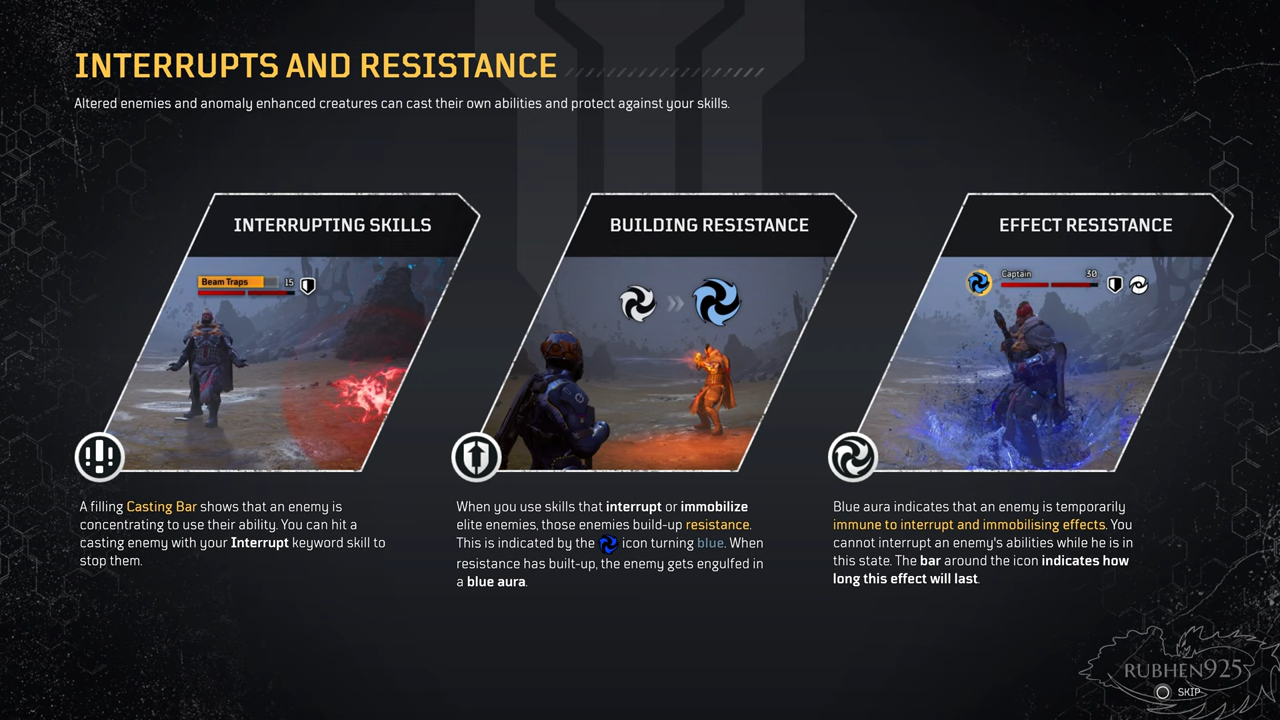 INTERRUPTS AND RESISTANCE
Altered enemies and anomaly enhanced creatures can cast their own abilities and protect against your skills.
INTERRUPTING SKILLS
Beam Traps 15
A filling Casting Bar shows that an enemy is
concentrating to use their ability. You can hit a
casting enemy with your Interrupt keyword skill to
stop them.
BUILDING RESISTANCE
When you use skills that interrupt or immobilize
elite enemies, those enemies build-up resistance.
This is indicated by the icon turning blue. When
resistance has built-up, the enemy gets engulfed in
a blue aura.
EFFECT RESISTANCE
Captain 30
Blue aura indicates that an enemy is temporarily
immune to interrupt and immobilising effects. You
cannot interrupt an enemy's abilities while he is in
this state. The bar around the icon indicates how
long this effect will last.
RUBHEN925
SKIP